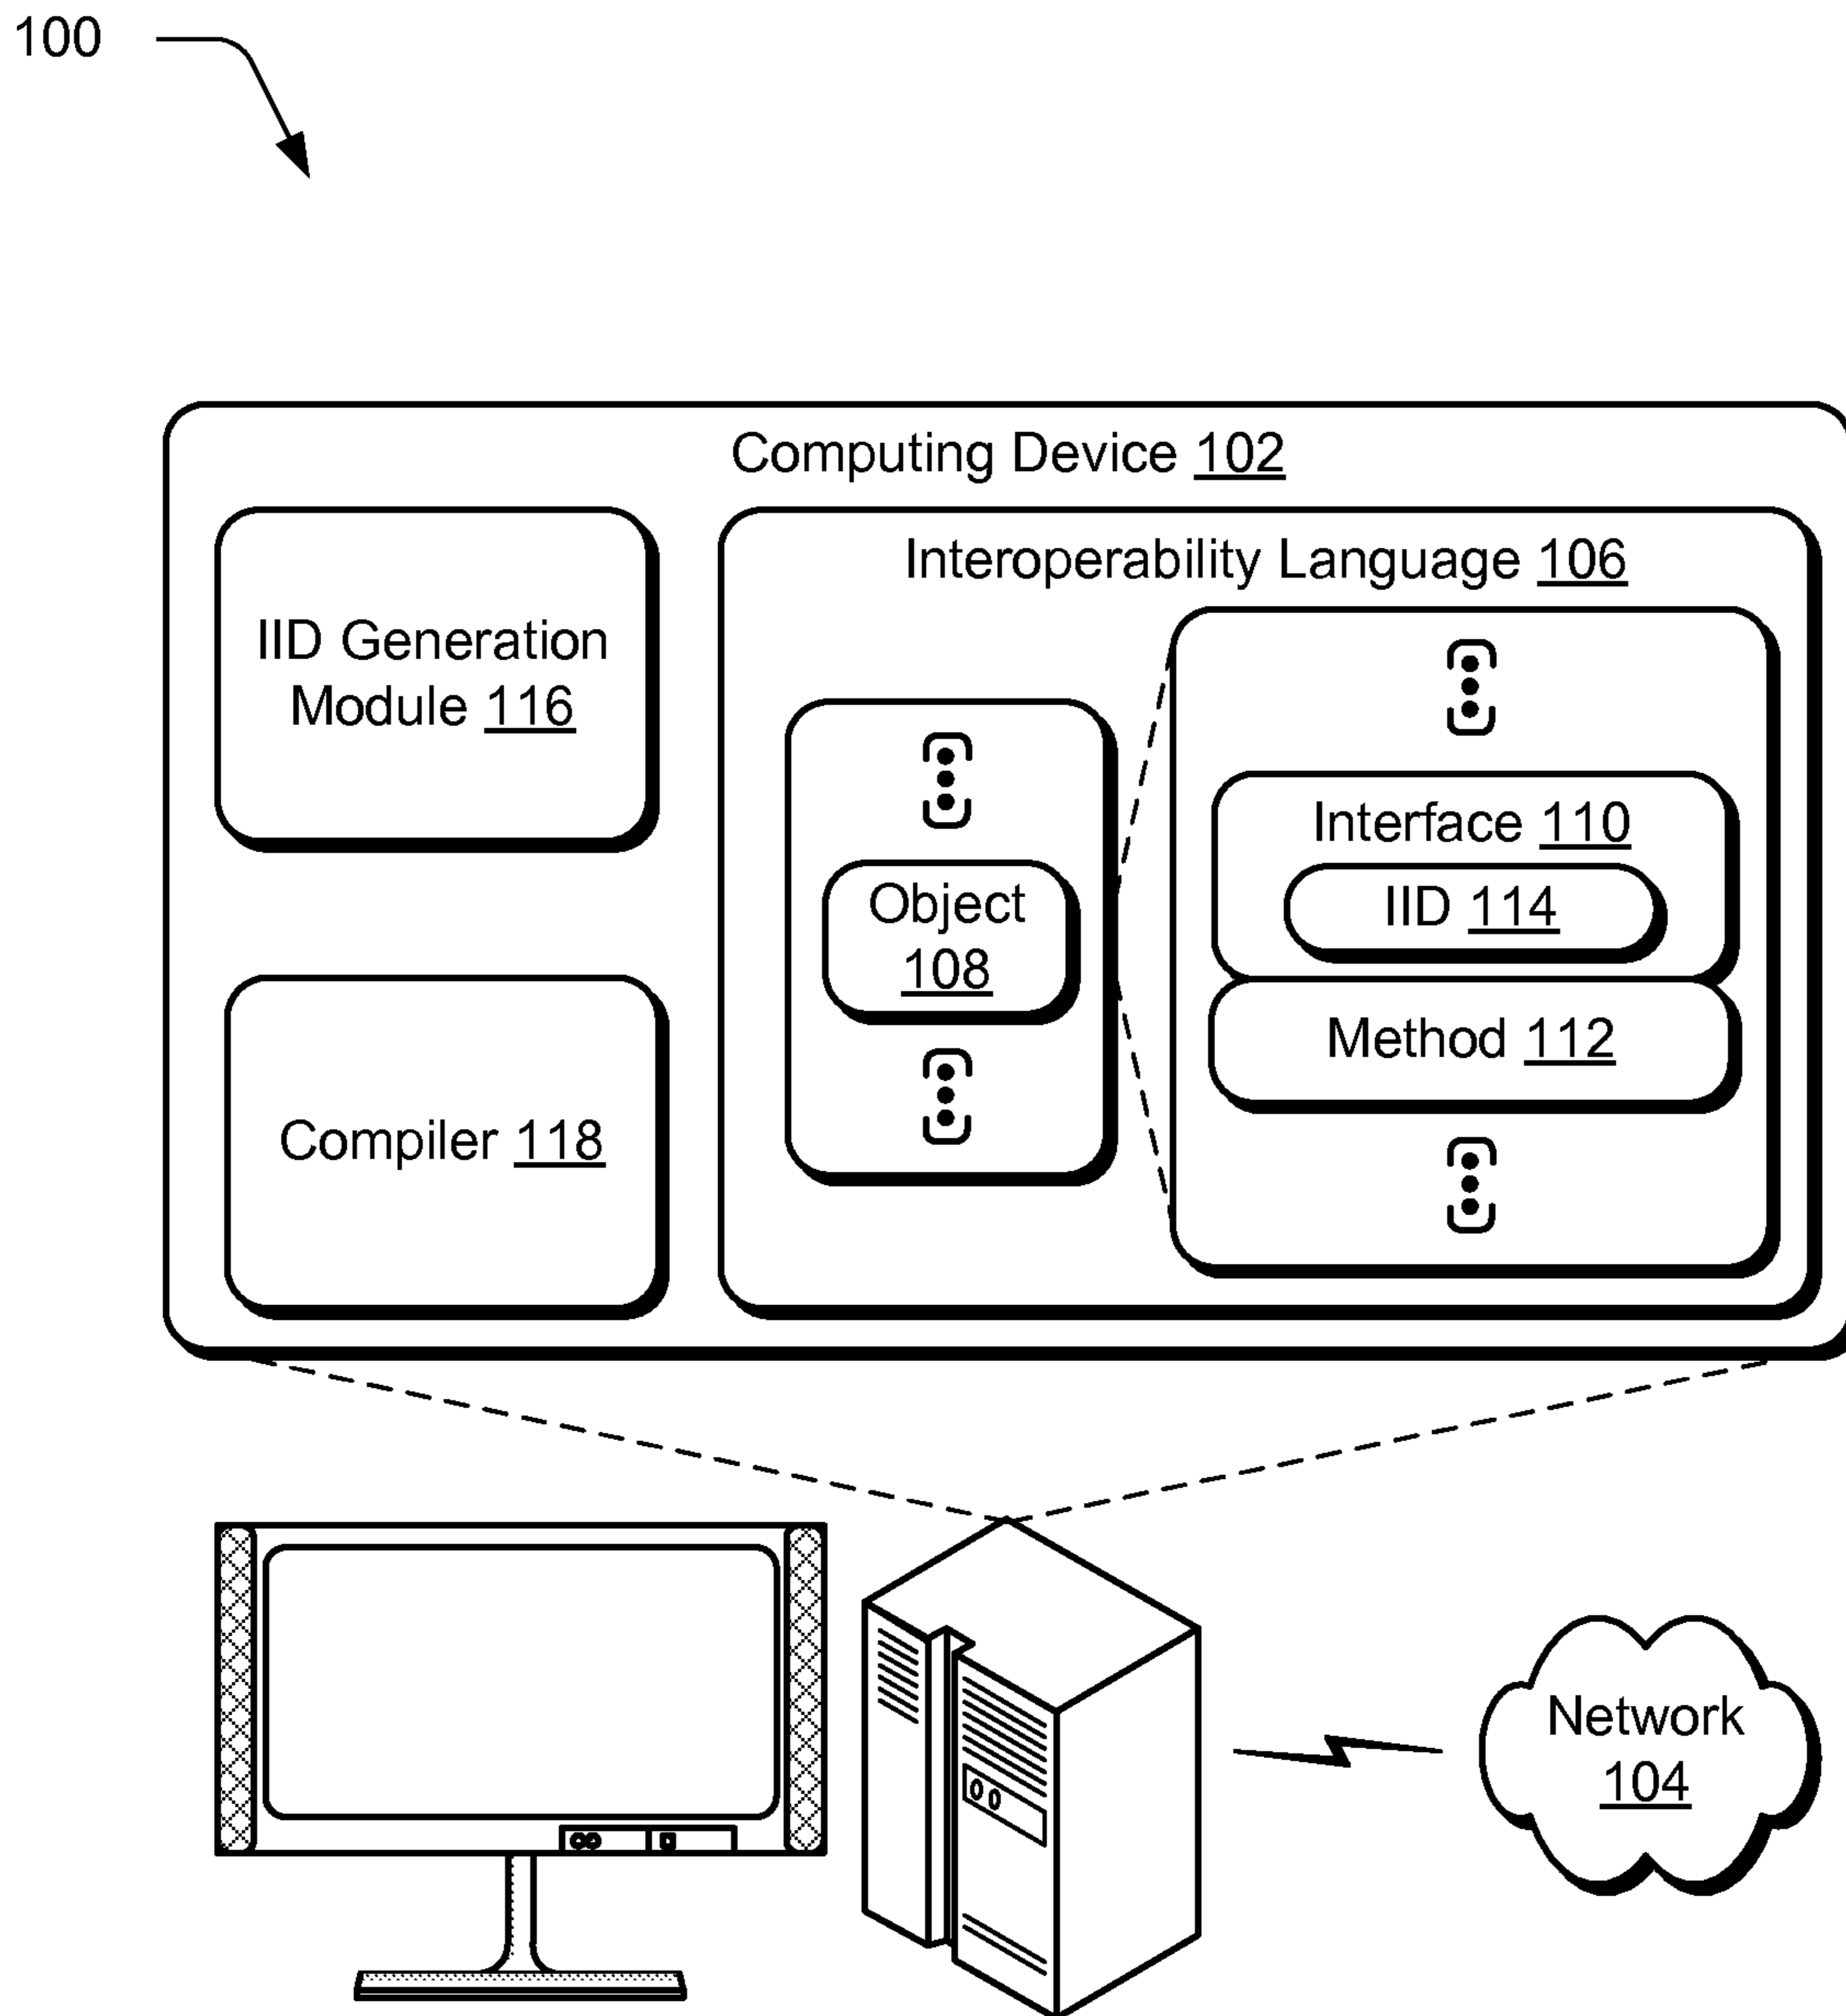 100
Computing Device 102
IID Generation
Module 116
Interoperability Language 106
Object
108
Interface 110
IID 114
Method 112
Compiler 118
Network
104